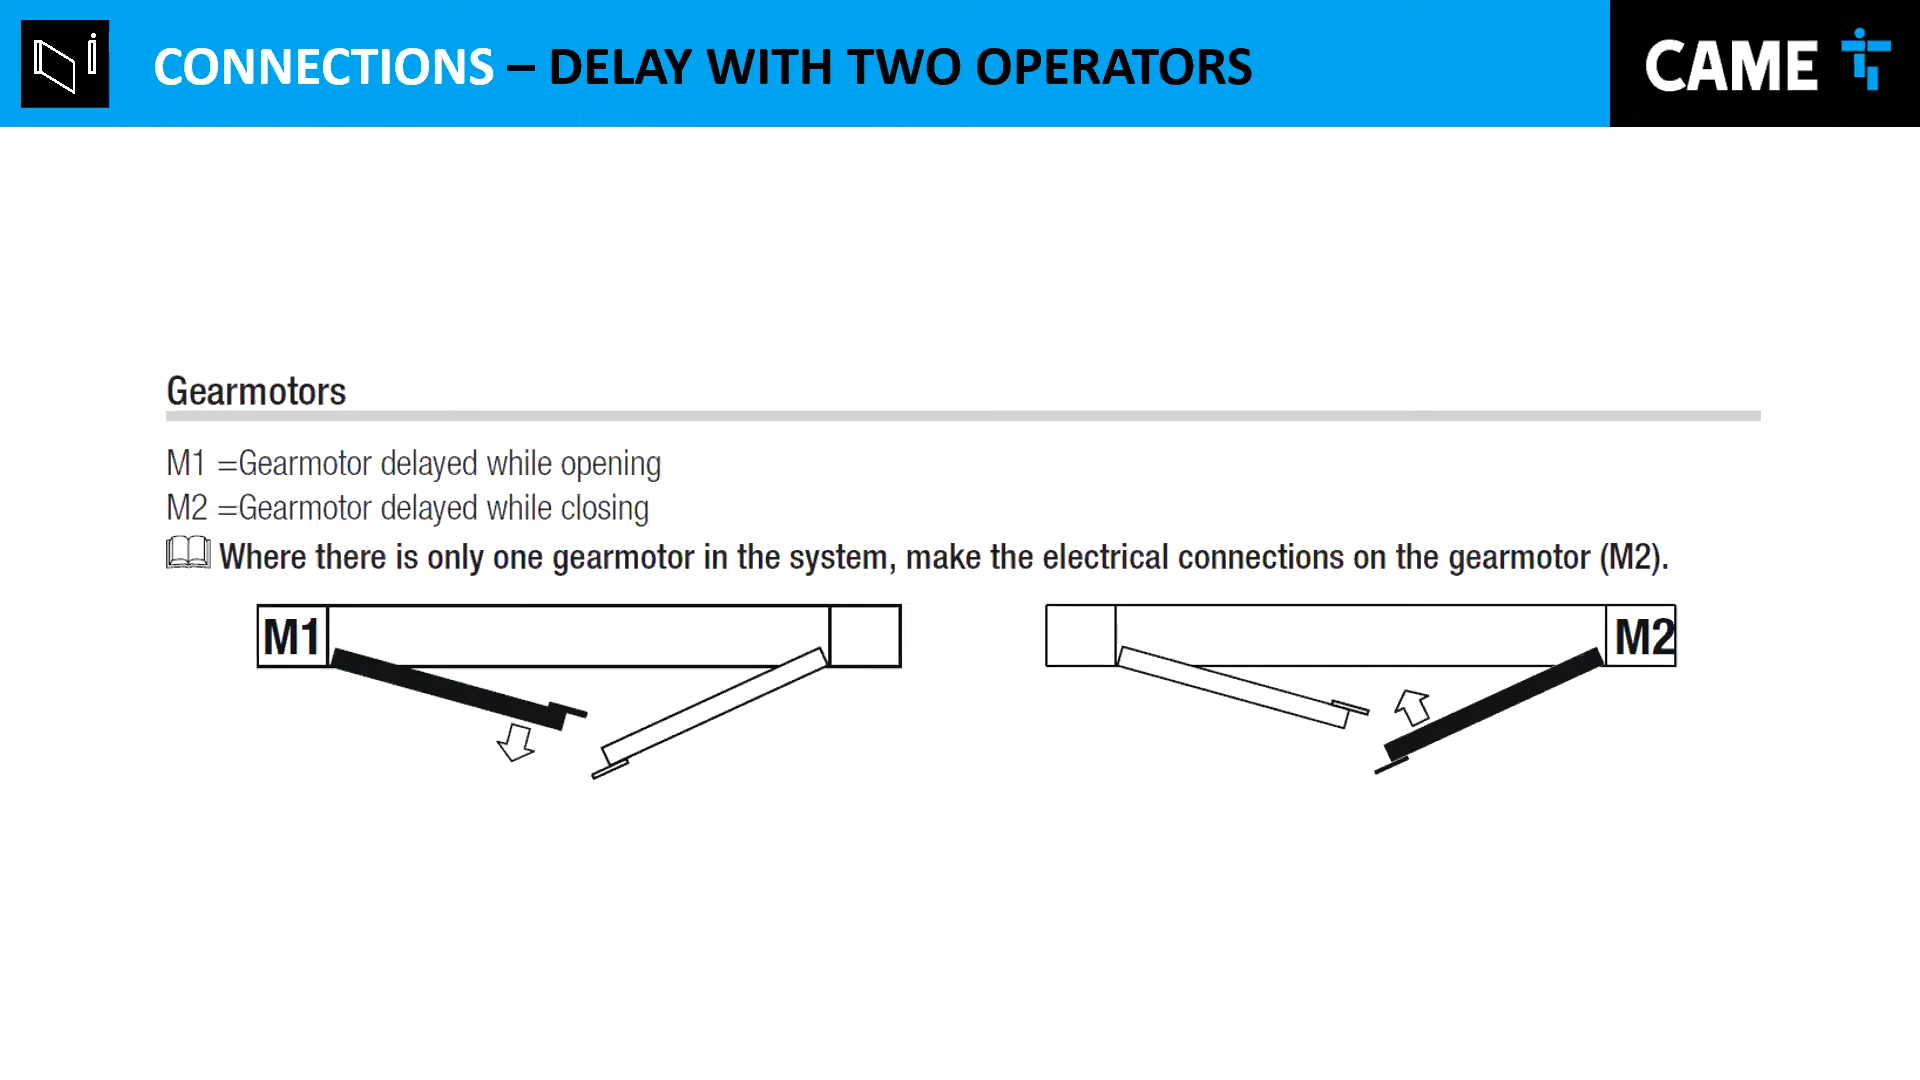 CONNECTIONS – DELAY WITH TWO OPERATORS
CAME
Gearmotors
M1 =Gearmotor delayed while opening
M2 =Gearmotor delayed while closing
Where there is only one gearmotor in the system, make the electrical connections on the gearmotor (M2).
M1
M2